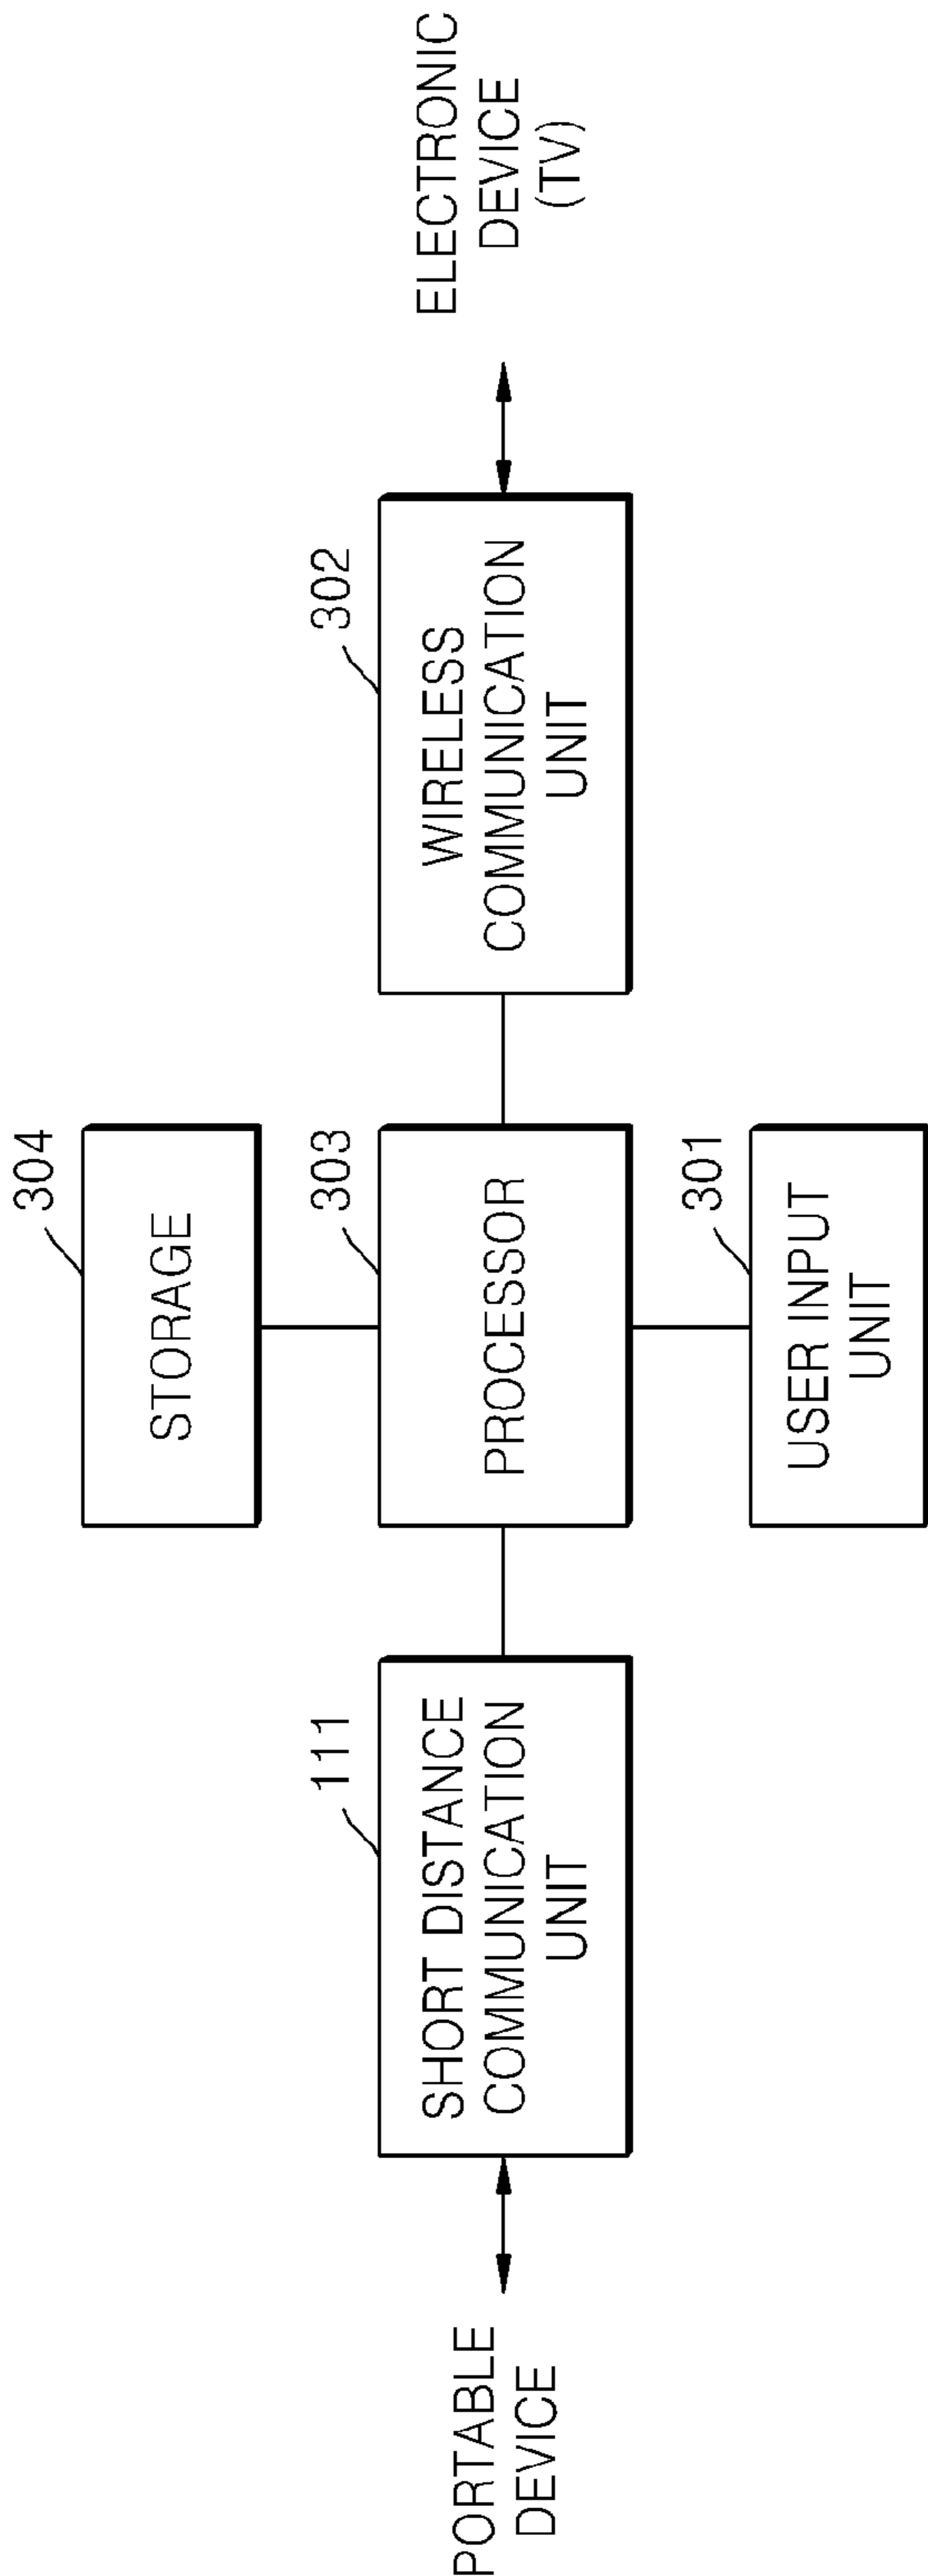 304
STORAGE
111
303
302
PORTABLE
DEVICE
SHORT DISTANCE
COMMUNICATION
UNIT
PROCESSOR
WIRELESS
COMMUNICATION
UNIT
ELECTRONIC
DEVICE
(TV)
301
USER INPUT
UNIT